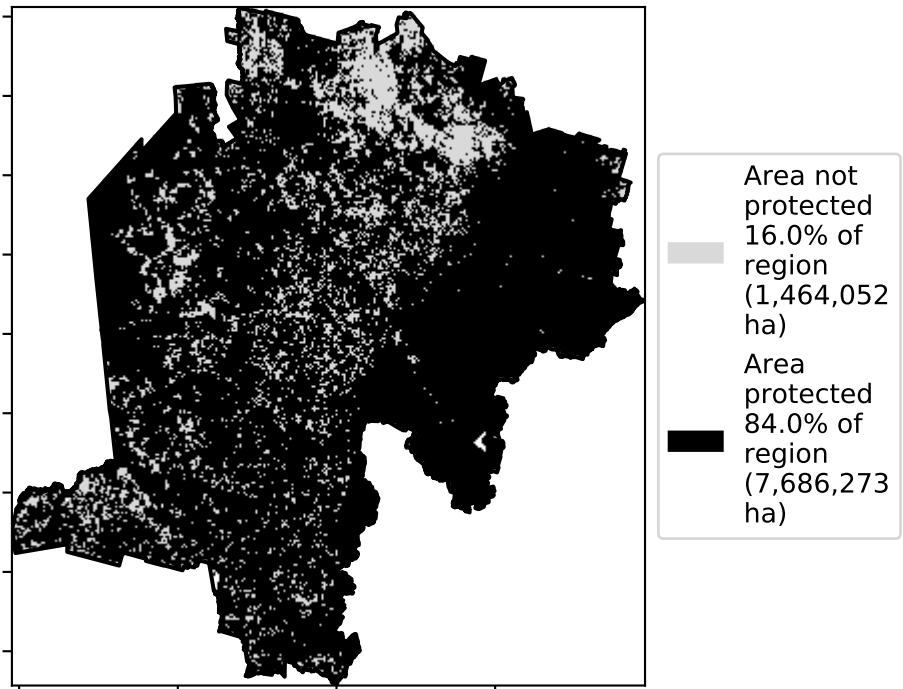 Area not
protected
16.0% of
region
(1,464,052
ha)
Area
protected
84.0% of
region
(7,686,273
ha)